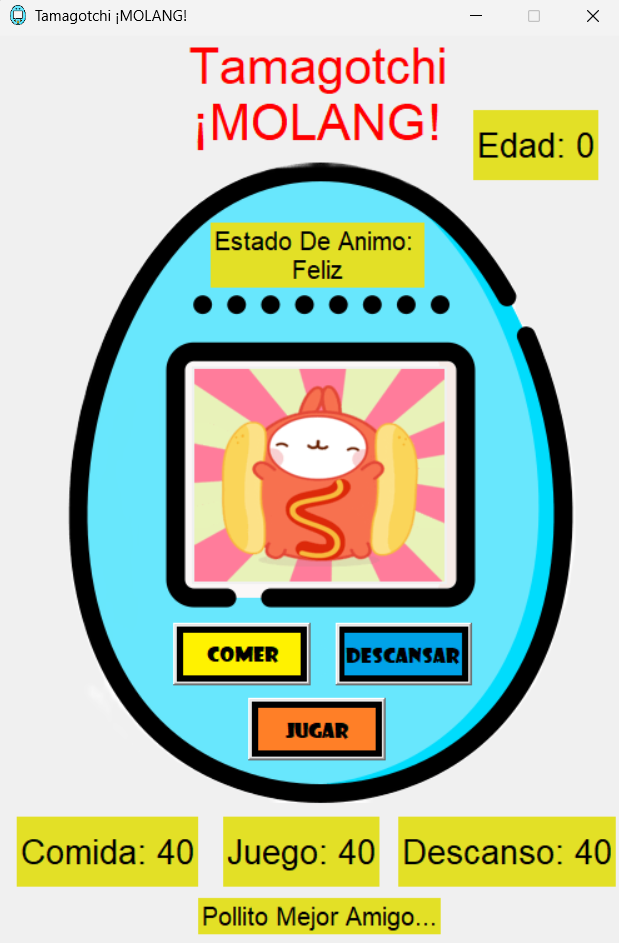 Tamagotchi ¡MOLANG!
Tamagotchi
¡MOLANG!
Edad: 0
Estado De Animo:
Feliz
COMER
DESCANSAR
JUGAR
Comida: 40
Juego: 40
Descanso: 40
Pollito Mejor Amigo...